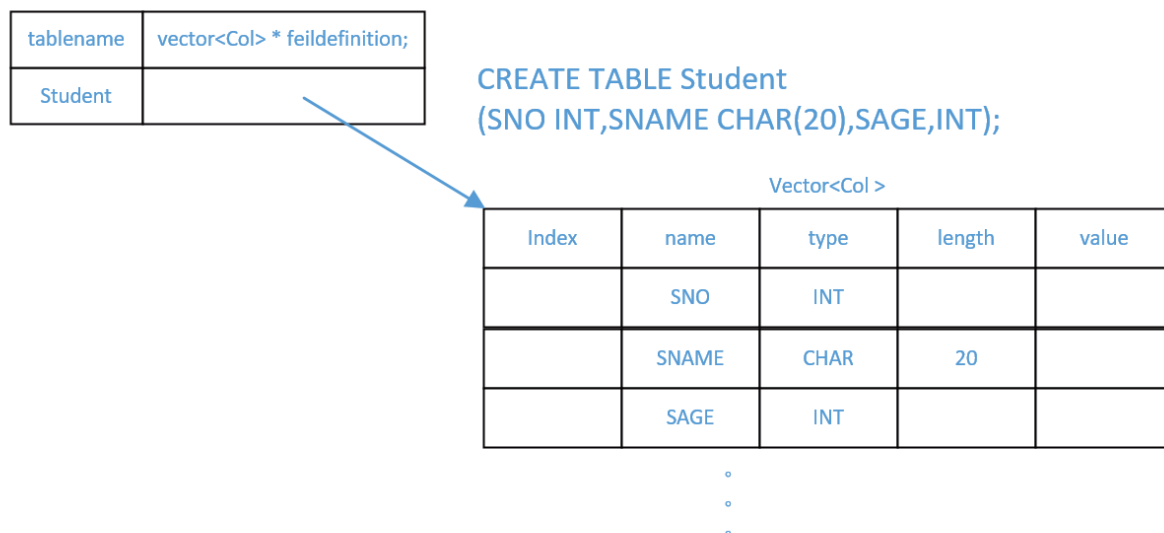 tablename vector<Col> * feildefinition;
Student
CREATE TABLE Student
(SNO INT,SNAME CHAR(20),SAGE,INT);
Vector<Col >
Index name type length value
SNO INT
SNAME CHAR 20
SAGE INT